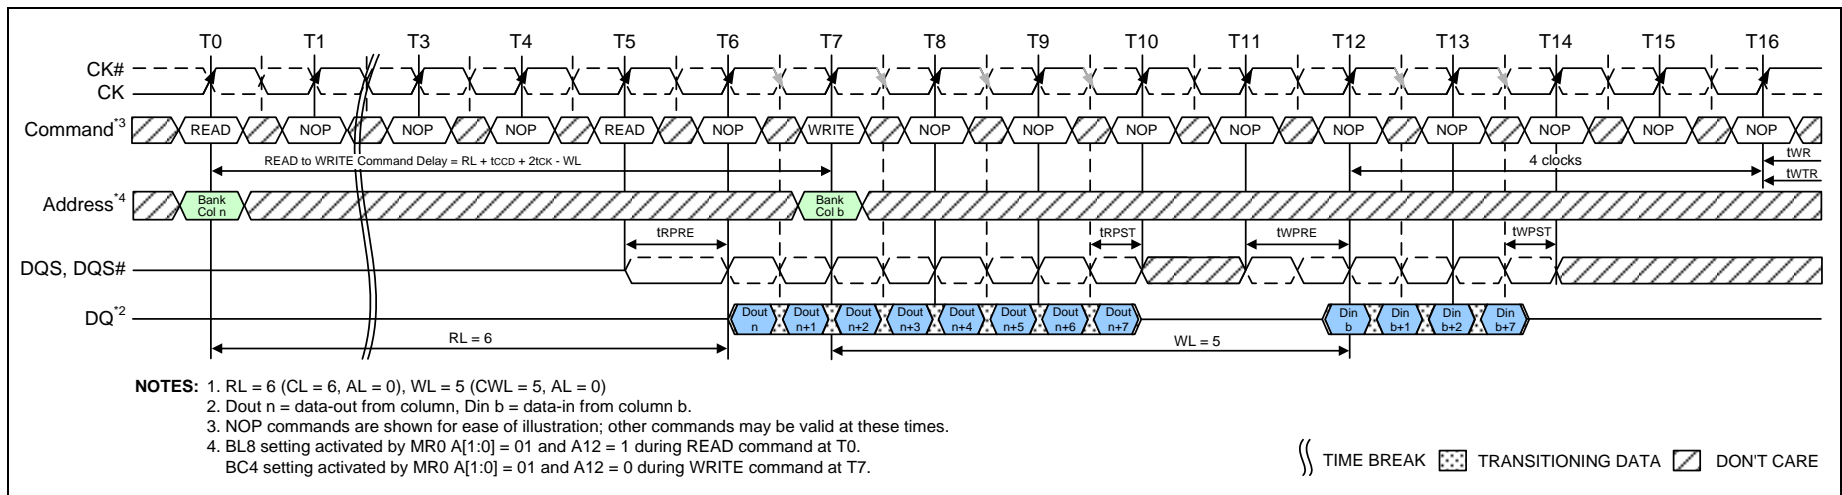 T0 T1 T3 T4 T5 T6 T7 T8 T9 T10 T11 T12 T13 T14 T15 T16
CK#
CK
Command*3 READ NOP NOP NOP READ NOP WRITE NOP NOP NOP NOP NOP NOP NOP NOP NOP
READ to WRITE Command Delay = RL + tCCD + 2tCK - WL
4 clocks
tWR
tWTR
Address*4 Bank Col n Bank Col b
tRPRE tRPST tWPRE tWPST
DQS, DQS#
DQ*2 Dout n Dout n+1 Dout n+2 Dout n+3 Dout n+4 Dout n+5 Dout n+6 Dout n+7 Din b Din b+1 Din b+2 Din b+7
RL = 6 WL = 5
NOTES: 1. RL = 6 (CL = 6, AL = 0), WL = 5 (CWL = 5, AL = 0)
2. Dout n = data-out from column, Din b = data-in from column b.
3. NOP commands are shown for ease of illustration; other commands may be valid at these times.
4. BL8 setting activated by MR0 A[1:0] = 01 and A12 = 1 during READ command at T0.
BC4 setting activated by MR0 A[1:0] = 01 and A12 = 0 during WRITE command at T7.
TIME BREAK TRANSITIONING DATA DON'T CARE